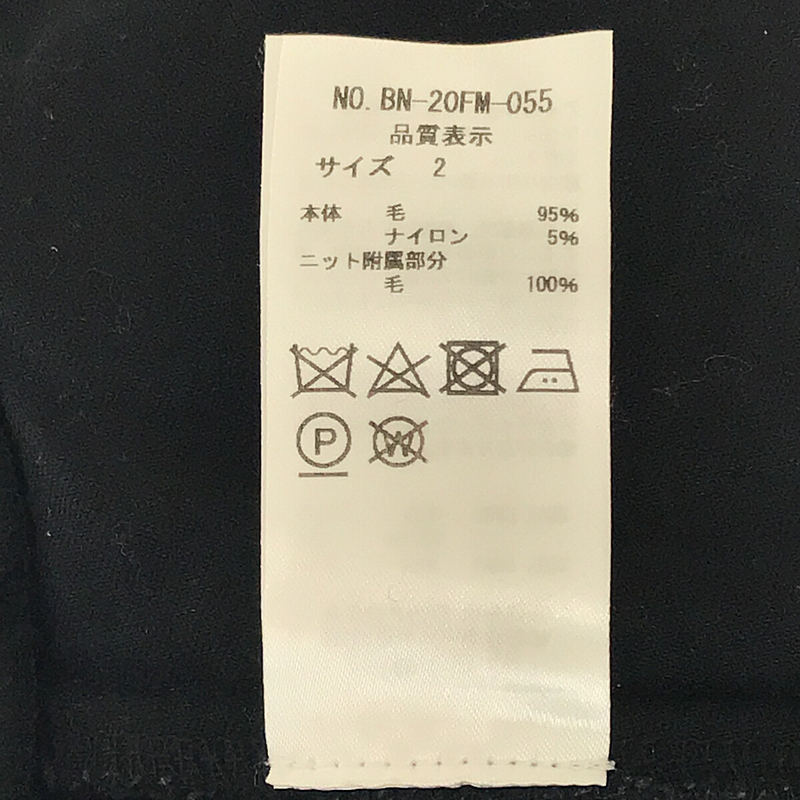 NO. BN-20FM-055
品質表示
サイズ 2
本体 毛 95%
ナイロン 5%
ニット附属部分
毛 100%
P W